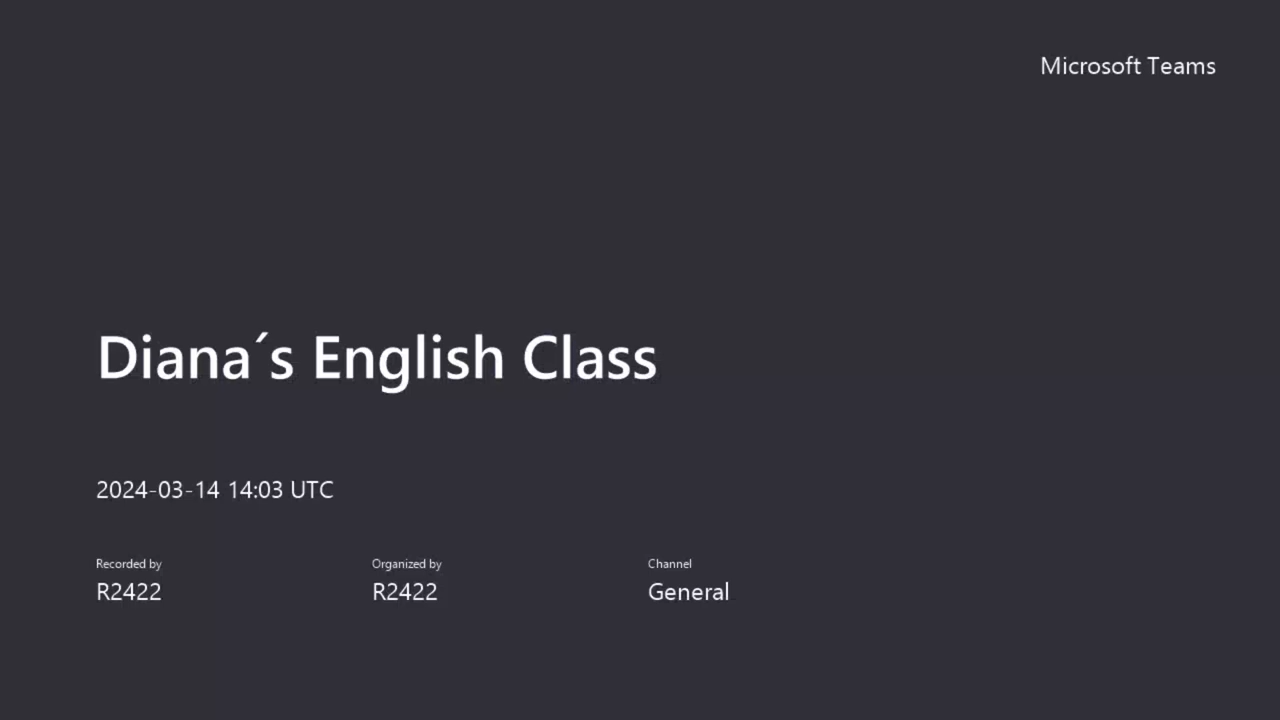 Microsoft Teams
Diana´s English Class
2024-03-14 14:03 UTC
Recorded by
R2422
Organized by
R2422
Channel
General